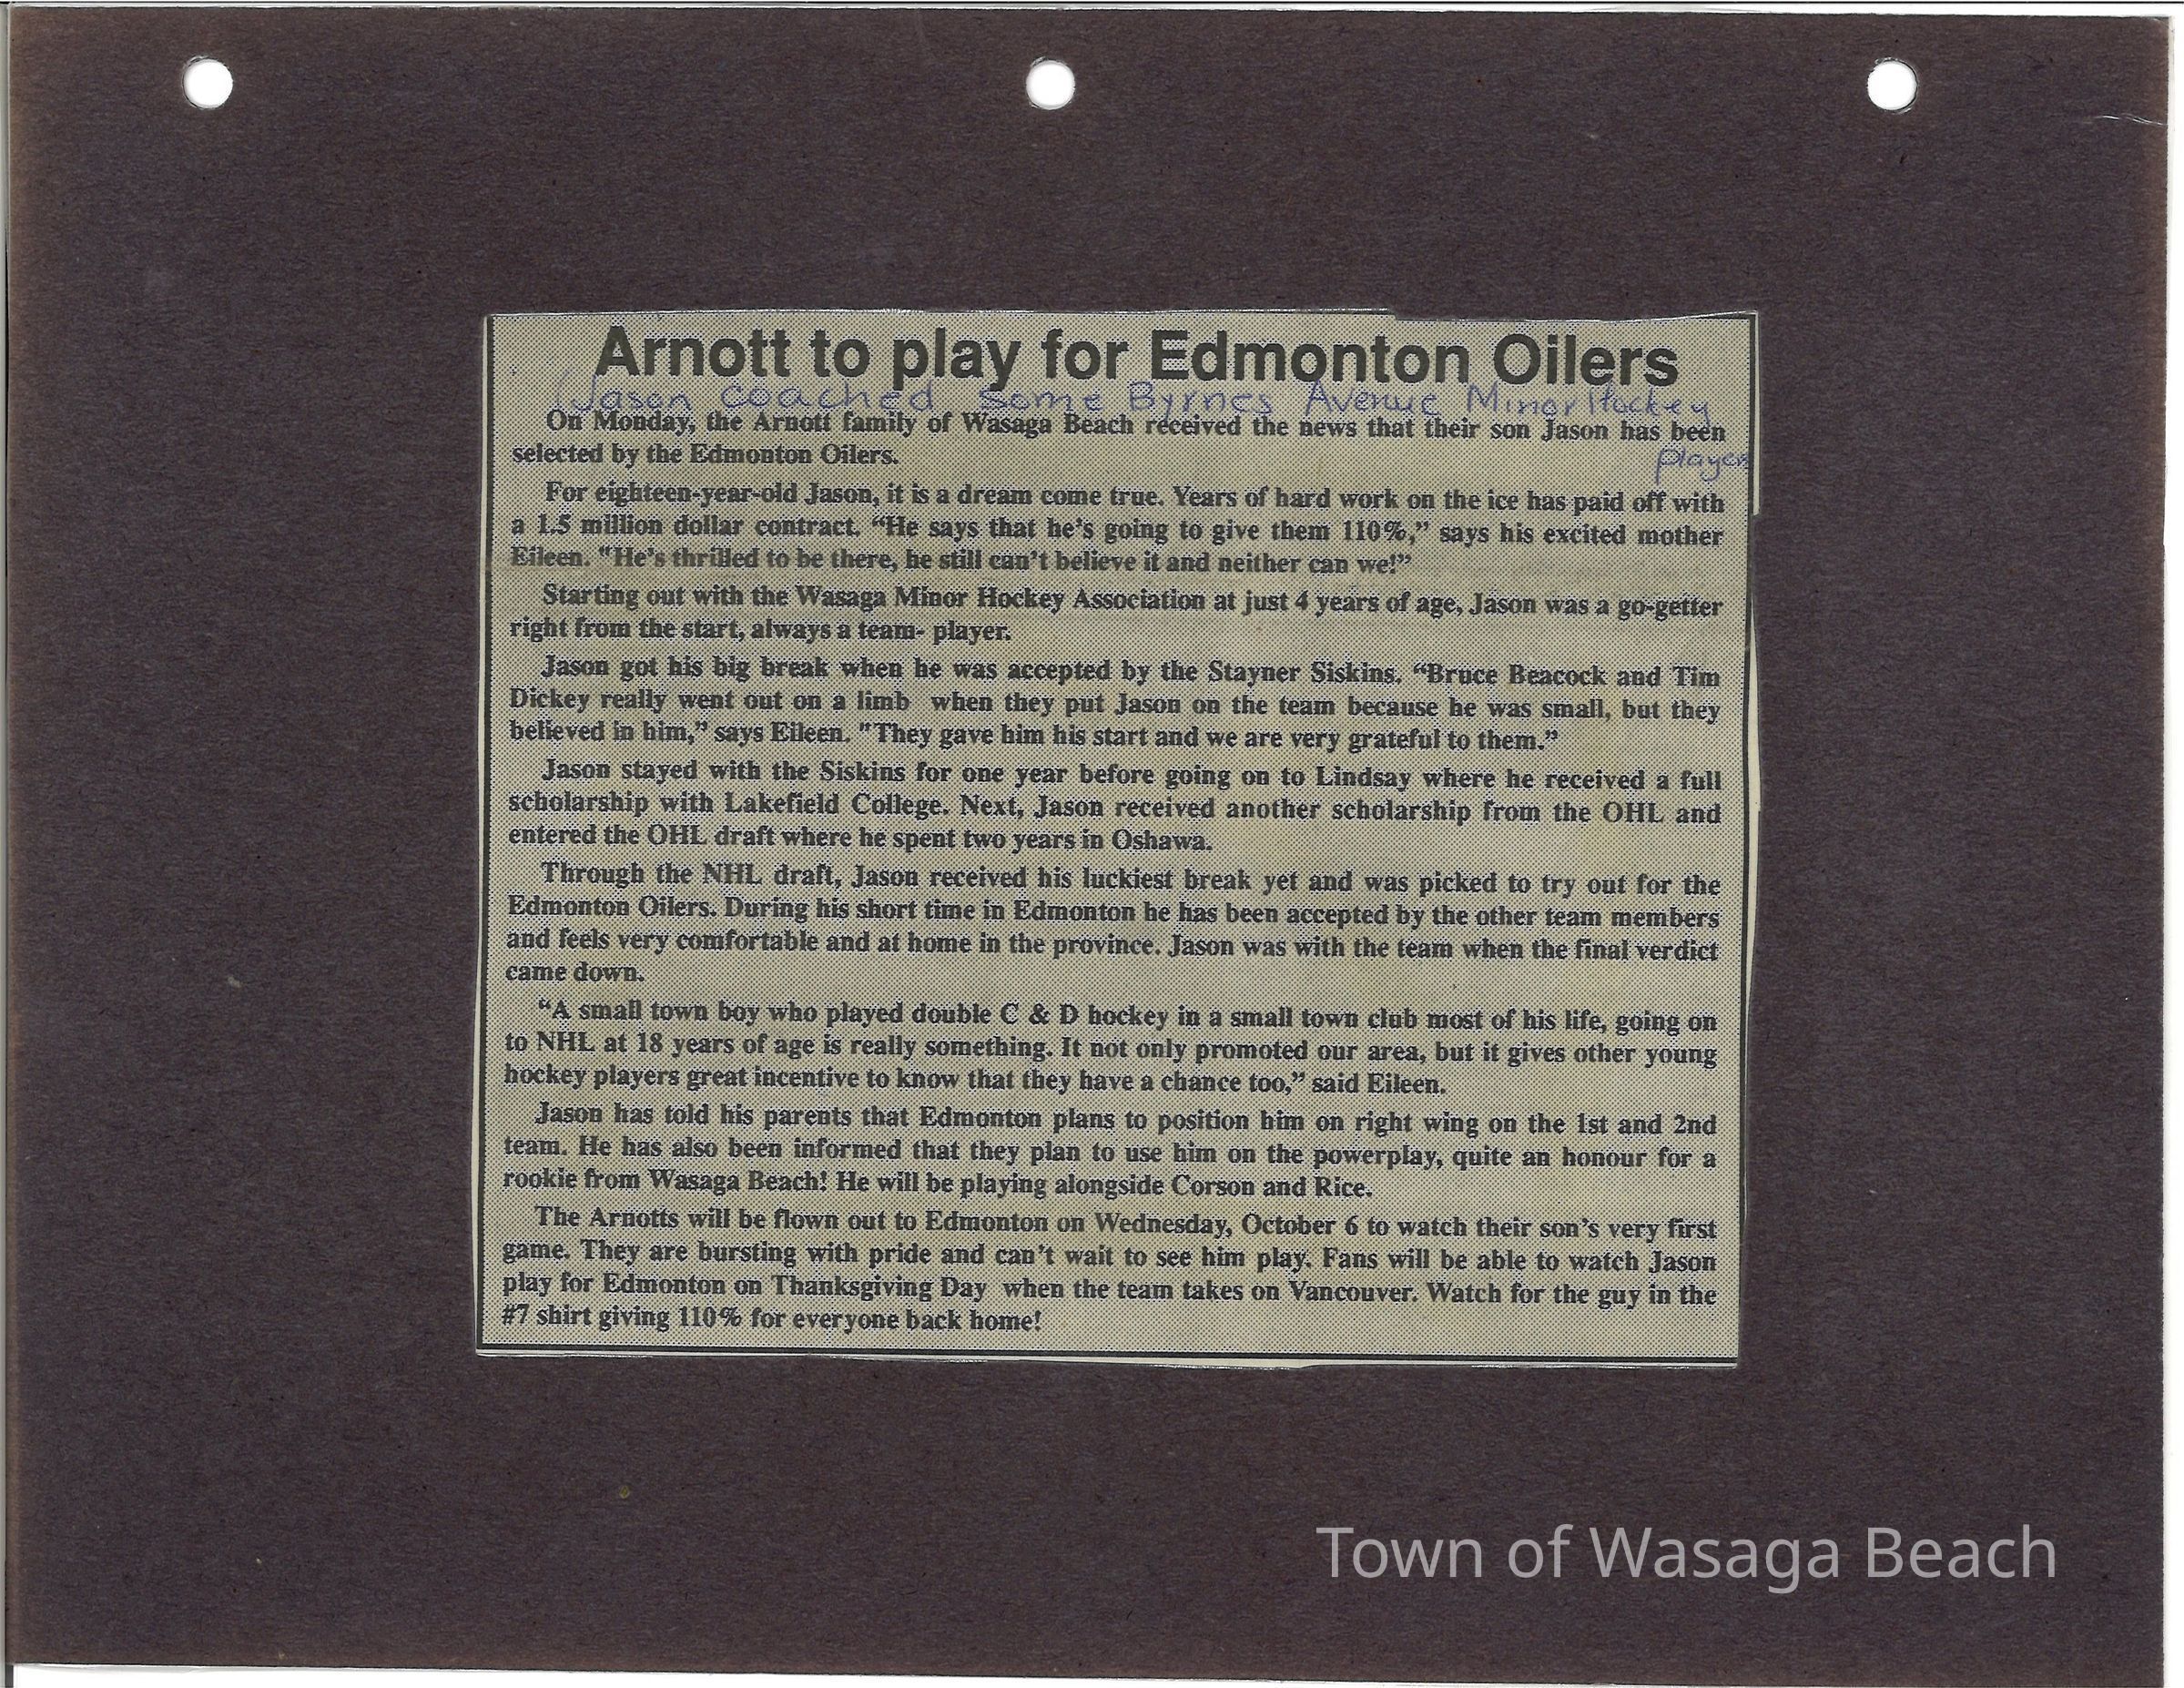 Arnott to play for Edmonton Oilers
(Jason coached some Byrnes Avenue Minor Hockey
On Monday, the Arnott family of Wasaga Beach received the news that their son Jason has been
selected by the Edmonton Oilers.
Player
For eighteen-year-old Jason, it is a dream come true. Years of hard work on the ice has paid off with
a 1.5 million dollar contract. “He says that he’s going to give them 110%,” says his excited mother
Eileen. "He’s thrilled to be there, he still can’t believe it and neither can we!”
Starting out with the Wasaga Minor Hockey Association at just 4 years of age, Jason was a go-getter
right from the start, always a team- player.
Jason got his big break when he was accepted by the Stayner Siskins. “Bruce Beacock and Tim
Dickey really went out on a limb when they put Jason on the team because he was small, but they
believed in him,” says Eileen. "They gave him his start and we are very grateful to them.”
Jason stayed with the Siskins for one year before going on to Lindsay where he received a full
scholarship with Lakefield College. Next, Jason received another scholarship from the OHL and
entered the OHL draft where he spent two years in Oshawa.
Through the NHL draft, Jason received his luckiest break yet and was picked to try out for the
Edmonton Oilers. During his short time in Edmonton he has been accepted by the other team members
and feels very comfortable and at home in the province. Jason was with the team when the final verdict
came down.
“A small town boy who played double C & D hockey in a small town club most of his life, going on
to NHL at 18 years of age is really something. It not only promoted our area, but it gives other young
hockey players great incentive to know that they have a chance too,” said Eileen.
Jason has told his parents that Edmonton plans to position him on right wing on the 1st and 2nd
team. He has also been informed that they plan to use him on the powerplay, quite an honour for a
rookie from Wasaga Beach! He will be playing alongside Corson and Rice.
The Arnotts will be flown out to Edmonton on Wednesday, October 6 to watch their son’s very first
game. They are bursting with pride and can’t wait to see him play. Fans will be able to watch Jason
play for Edmonton on Thanksgiving Day when the team takes on Vancouver. Watch for the guy in the
#7 shirt giving 110% for everyone back home!
Town of Wasaga Beach